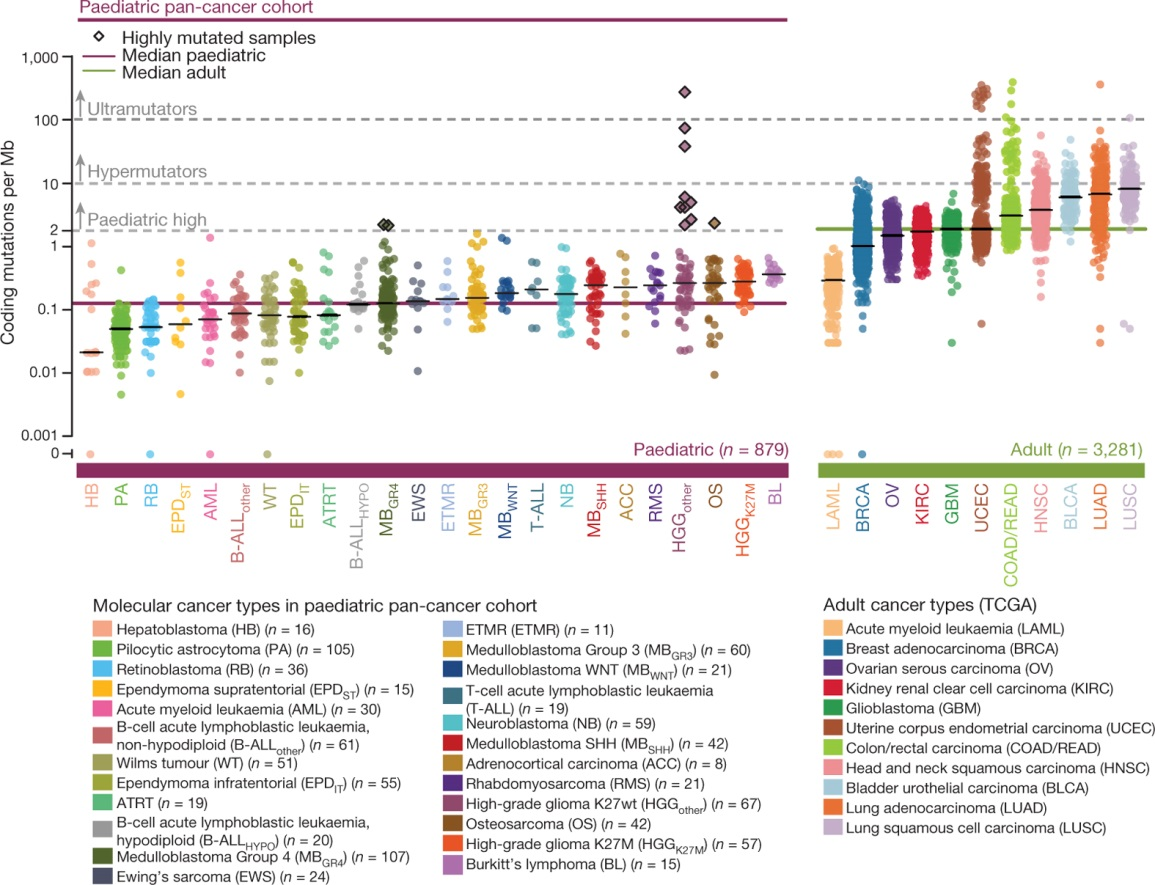 Paediatric pan-cancer cohort
Highly mutated samples
Median paediatric
Median adult
Coding mutations per Mb
1,000
100
10
2
1
0.1
0.01
0.001
0
Ultramutators
Hypermutators
Paediatric high
Paediatric (n = 879)
Adult (n = 3,281)
HB
PA
RB
EPDST
AML
B-ALLother
WT
EPDIT
ATRT
B-ALLHYPO
MBGR4
EWS
ETMR
MBGR3
MBWNT
T-ALL
NB
MBSHH
ACC
RMS
HGGother
OS
HGGK27M
BL
LAML
BRCA
OV
KIRC
GBM
UCEC
COAD/READ
HNSC
BLCA
LUAD
LUSC
Molecular cancer types in paediatric pan-cancer cohort
Hepatoblastoma (HB) (n = 16)
Pilocytic astrocytoma (PA) (n = 105)
Retinoblastoma (RB) (n = 36)
Ependymoma supratentorial (EPDST) (n = 15)
Acute myeloid leukaemia (AML) (n = 30)
B-cell acute lymphoblastic leukaemia,
non-hypodiploid (B-ALLother) (n = 61)
Wilms tumour (WT) (n = 51)
Ependymoma infratentorial (EPDIT) (n = 55)
ATRT (n = 19)
B-cell acute lymphoblastic leukaemia,
hypodiploid (B-ALLHYPO) (n = 20)
Medulloblastoma Group 4 (MBGR4) (n = 107)
Ewing's sarcoma (EWS) (n = 24)
ETMR (ETMR) (n = 11)
Medulloblastoma Group 3 (MBGR3) (n = 60)
Medulloblastoma WNT (MBWNT) (n = 21)
T-cell acute lymphoblastic leukaemia
(T-ALL) (n = 19)
Neuroblastoma (NB) (n = 59)
Medulloblastoma SHH (MBSHH) (n = 42)
Adrenocortical carcinoma (ACC) (n = 8)
Rhabdomyosarcoma (RMS) (n = 21)
High-grade glioma K27wt (HGGother) (n = 67)
Osteosarcoma (OS) (n = 42)
High-grade glioma K27M (HGGK27M) (n = 57)
Burkitt's lymphoma (BL) (n = 15)
Adult cancer types (TCGA)
Acute myeloid leukaemia (LAML)
Breast adenocarcinoma (BRCA)
Ovarian serous carcinoma (OV)
Kidney renal clear cell carcinoma (KIRC)
Glioblastoma (GBM)
Uterine corpus endometrial carcinoma (UCEC)
Colon/rectal carcinoma (COAD/READ)
Head and neck squamous carcinoma (HNSC)
Bladder urothelial carcinoma (BLCA)
Lung adenocarcinoma (LUAD)
Lung squamous cell carcinoma (LUSC)